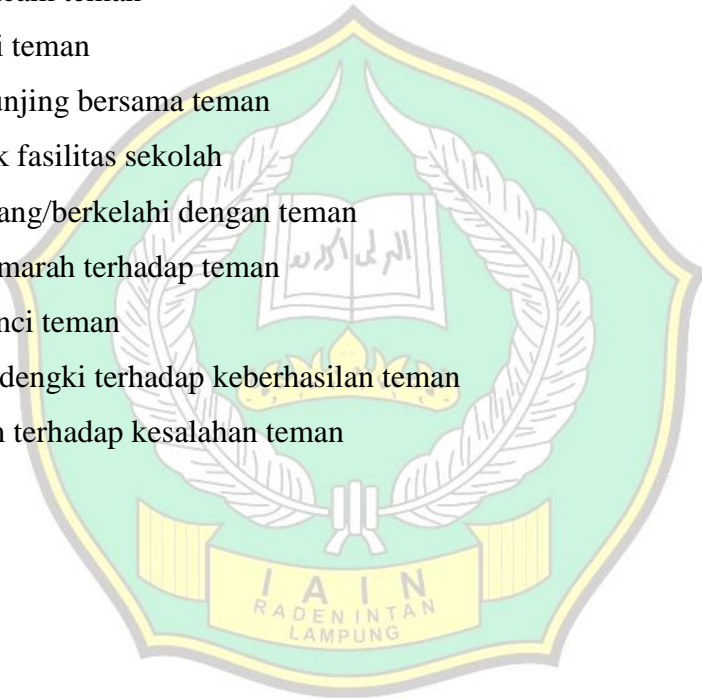 teman
i teman
unjing bersama teman
k fasilitas sekolah
ang/berkelahi dengan teman
marah terhadap teman
nci teman
dengki terhadap keberhasilan teman
n terhadap kesalahan teman
I A I N
RADEN INTAN
LAMPUNG